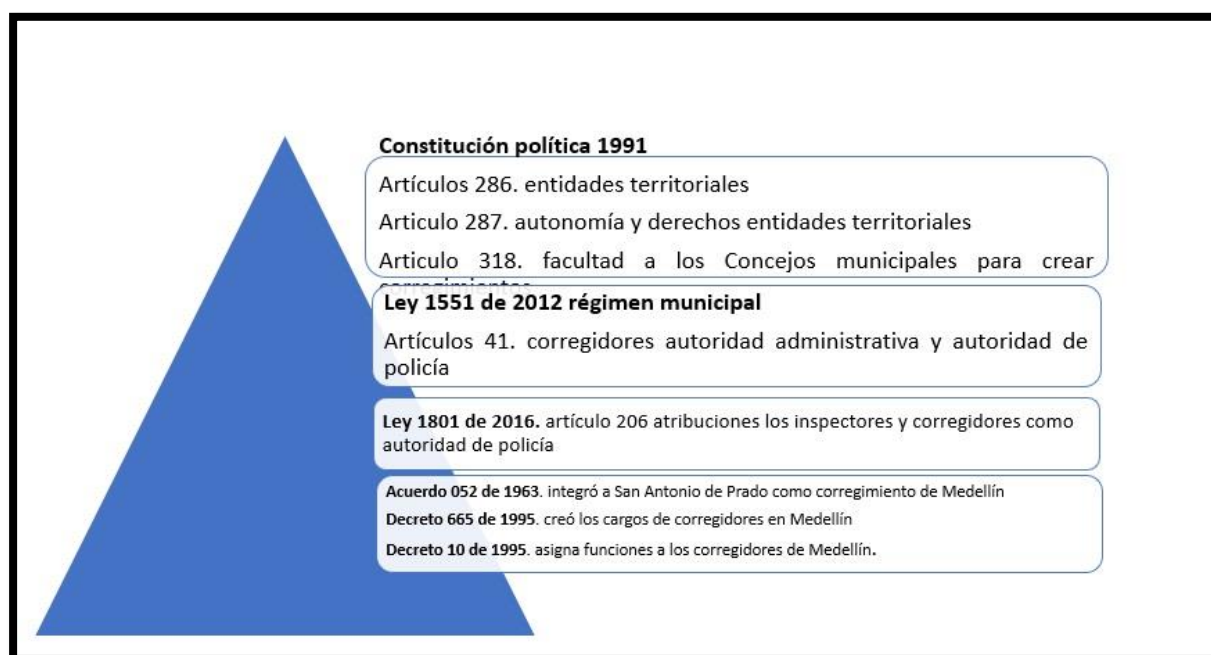 Constitución política 1991
Artículos 286. entidades territoriales
Articulo 287. autonomía y derechos entidades territoriales
Articulo 318. facultad a los Concejos municipales para crear
corregimientos
Ley 1551 de 2012 régimen municipal
Artículos 41. corregidores autoridad administrativa y autoridad de
policía
Ley 1801 de 2016. artículo 206 atribuciones los inspectores y corregidores como
autoridad de policía
Acuerdo 052 de 1963. integró a San Antonio de Prado como corregimiento de Medellín
Decreto 665 de 1995. creó los cargos de corregidores en Medellín
Decreto 10 de 1995. asigna funciones a los corregidores de Medellín.